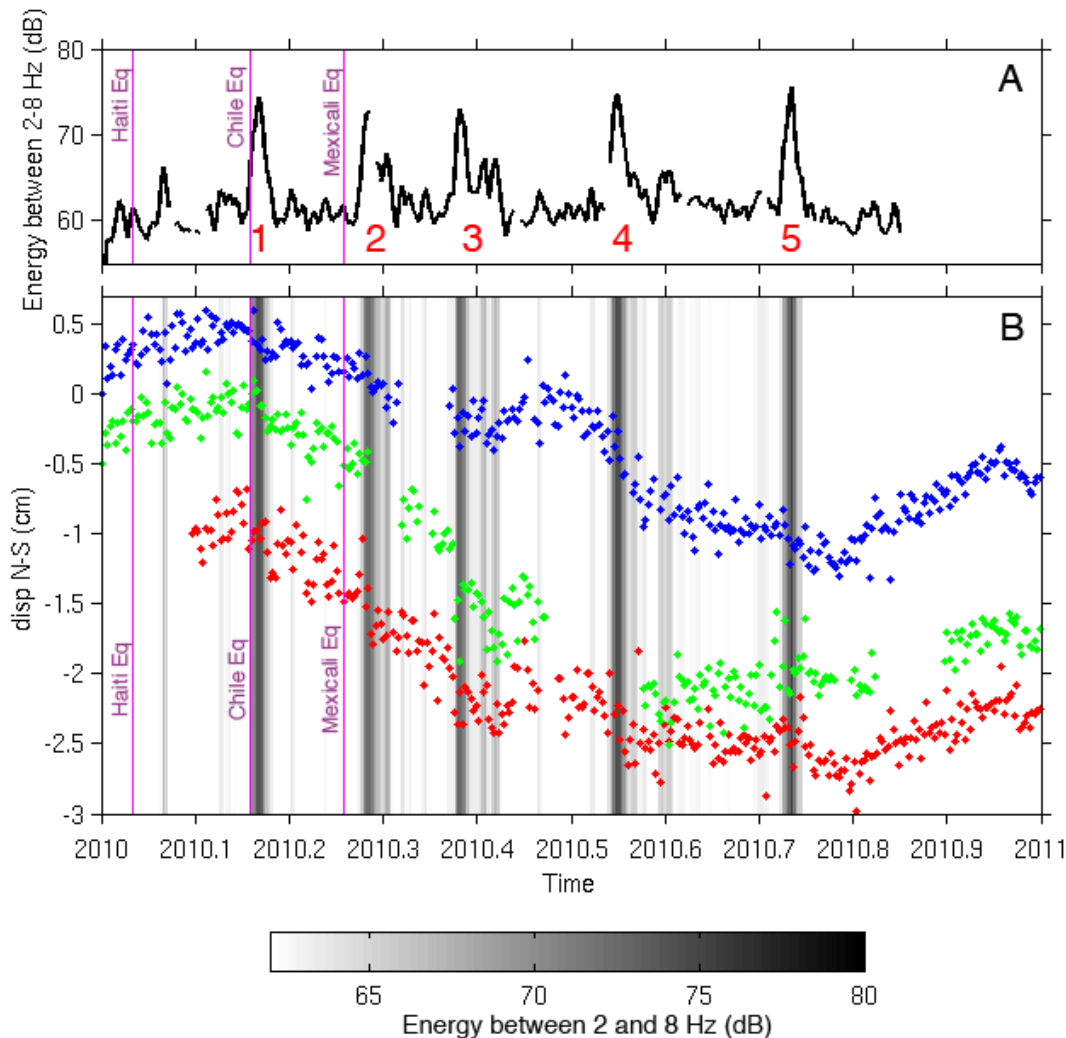 Energy between 2-8 Hz (dB)
80
70
60
Haiti Eq
Chile Eq
Mexicali Eq
A
1
2
3
4
5
disp N-S (cm)
0.5
0
-0.5
-1
-1.5
-2
-2.5
-3
B
Haiti Eq
Chile Eq
Mexicali Eq
2010 2010.1 2010.2 2010.3 2010.4 2010.5 2010.6 2010.7 2010.8 2010.9 2011
Time
65 70 75 80
Energy between 2 and 8 Hz (dB)